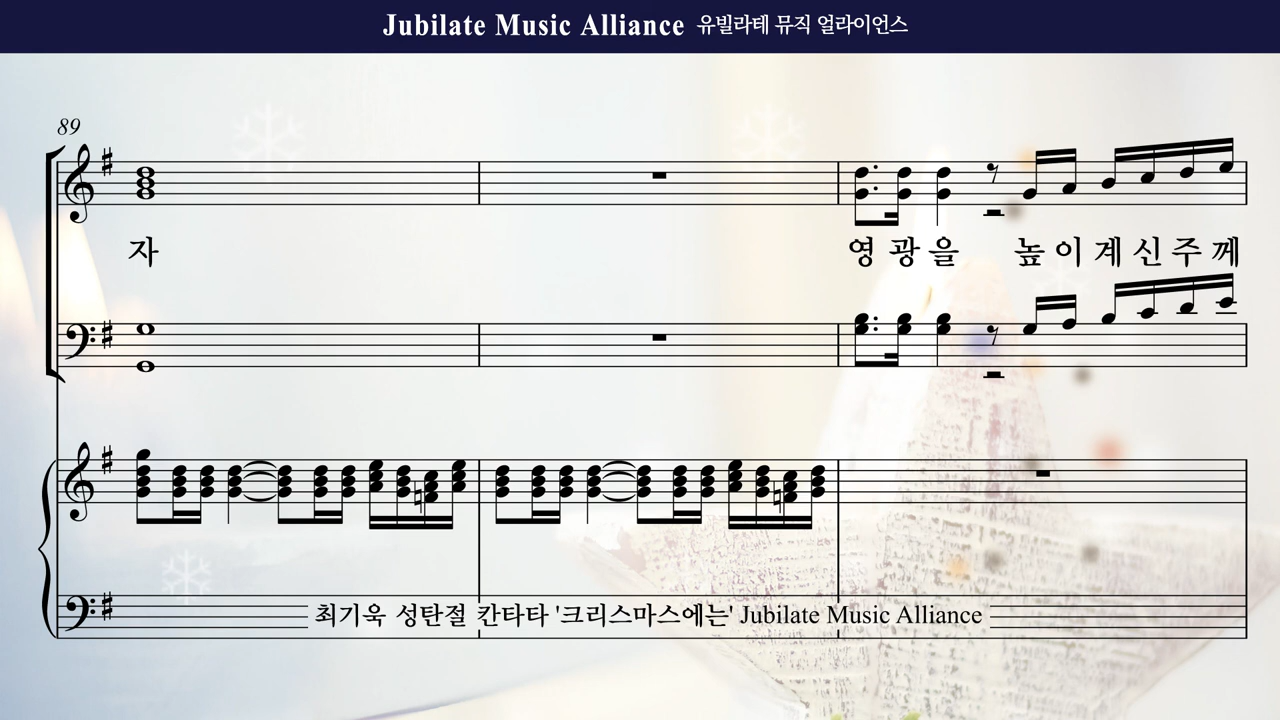 Jubilate Music Alliance 유빌라테 뮤직 얼라이언스
89
자 영 광 을 높 이 계 신 주 께
최기욱 성탄절 칸타타 '크리스마스에는' Jubilate Music Alliance